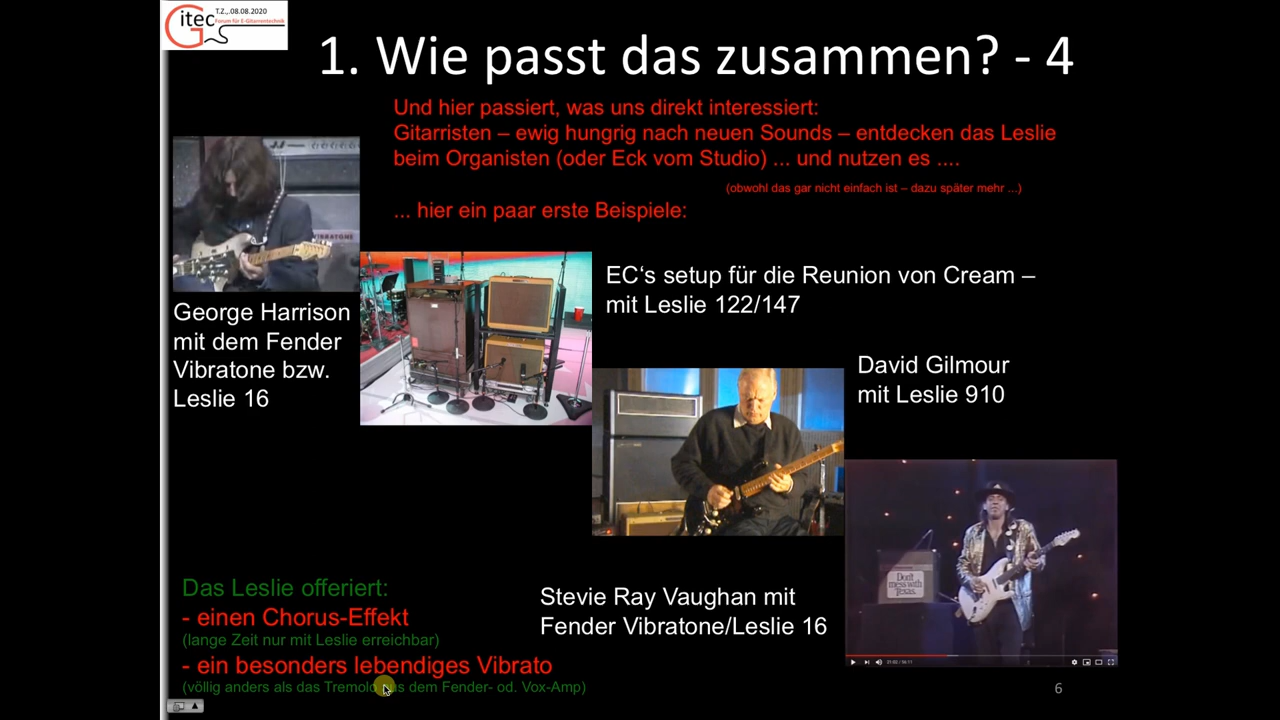 Gitec
T.Z.,.08.08.2020
Forum für E-Gitarrentechnik
1. Wie passt das zusammen? - 4
Und hier passiert, was uns direkt interessiert:
Gitarristen – ewig hungrig nach neuen Sounds – entdecken das Leslie
beim Organisten (oder Eck vom Studio) ... und nutzen es ....
(obwohl das gar nicht einfach ist – dazu später mehr ...)
... hier ein paar erste Beispiele:
VIBRATONE
George Harrison
mit dem Fender
Vibratone bzw.
Leslie 16
EC‘s setup für die Reunion von Cream –
mit Leslie 122/147
David Gilmour
mit Leslie 910
Don't
mess with
Texas.
Stevie Ray Vaughan mit
Fender Vibratone/Leslie 16
Das Leslie offeriert:
- einen Chorus-Effekt
(lange Zeit nur mit Leslie erreichbar)
- ein besonders lebendiges Vibrato
(völlig anders als das Tremolo aus dem Fender- od. Vox-Amp)
6